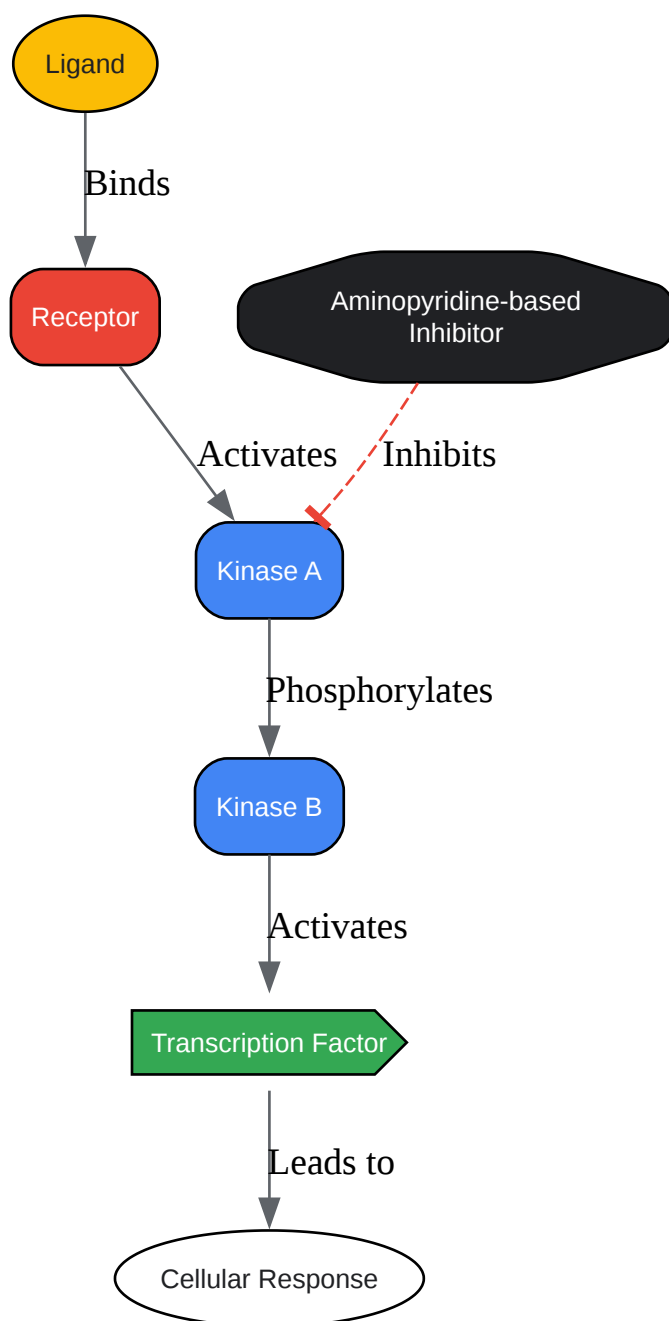 Ligand
Binds
Receptor
Aminopyridine-based
Inhibitor
Activates
Inhibits
Kinase A
Phosphorylates
Kinase B
Activates
Transcription Factor
Leads to
Cellular Response